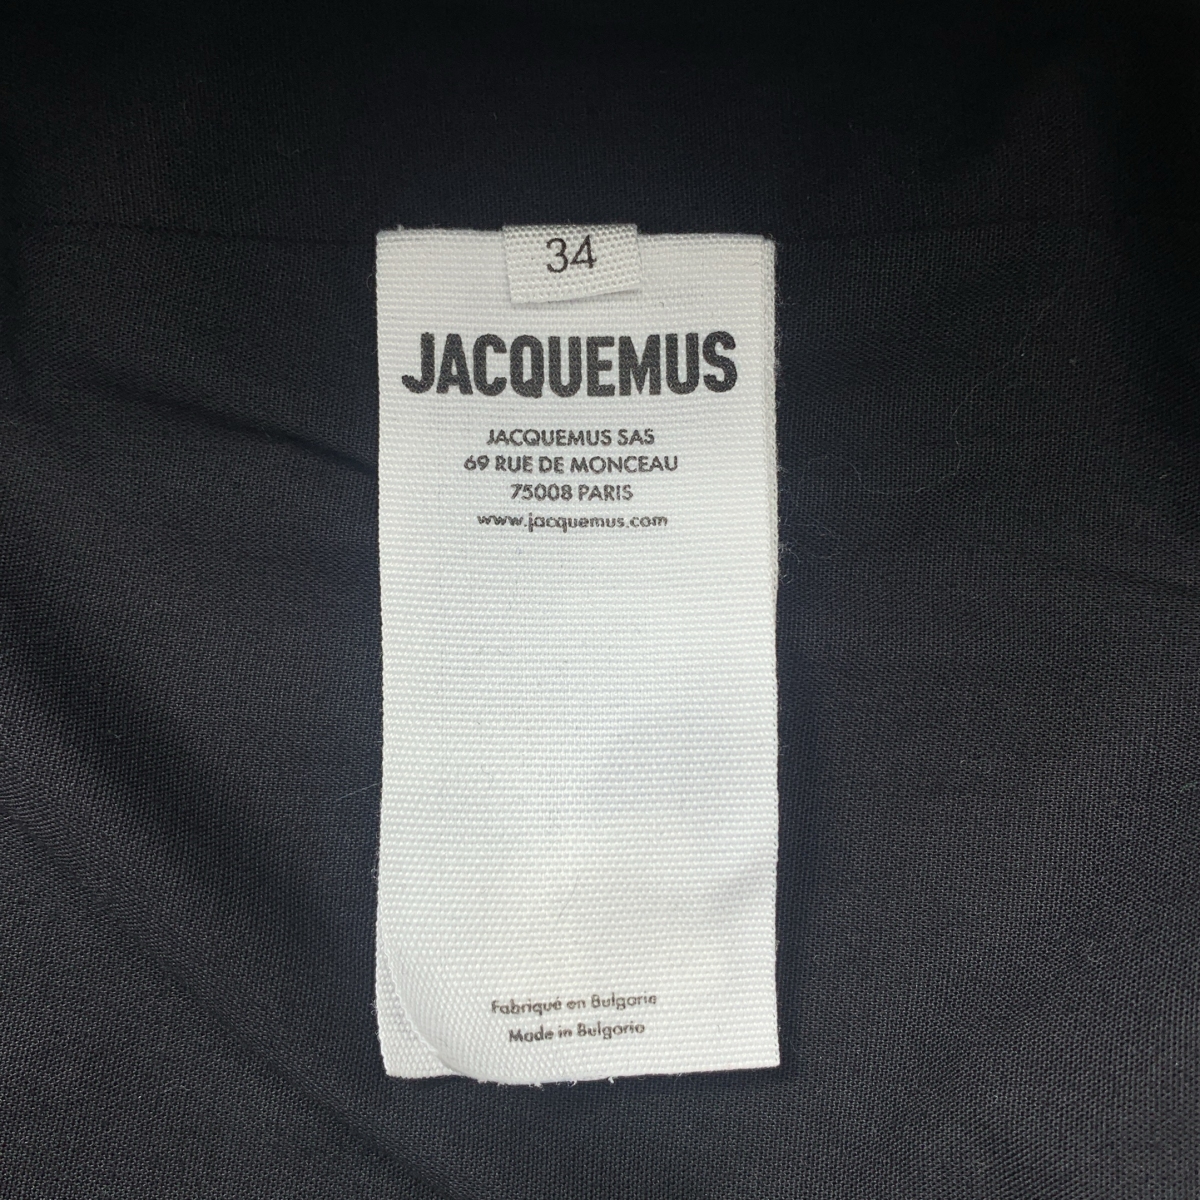 34
JACQUEMUS
JACQUEMUS SAS
69 RUE DE MONCEAU
75008 PARIS
www.jacquemus.com
Fabriqué en Bulgarie
Made in Bulgaria